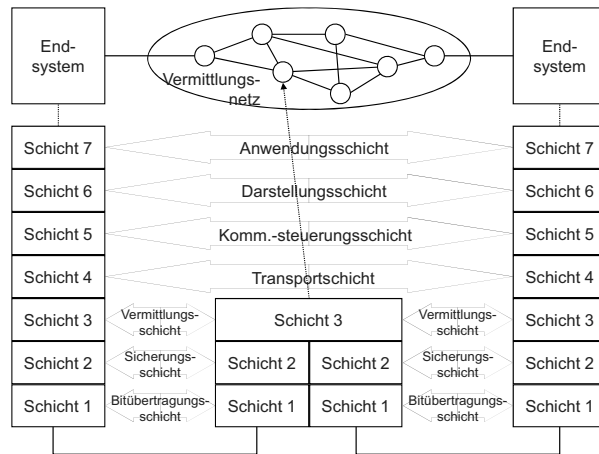 End-
system
Vermittlungs-
netz
End-
system
Schicht 7
Anwendungsschicht
Schicht 7
Schicht 6
Darstellungsschicht
Schicht 6
Schicht 5
Komm.-steuerungsschicht
Schicht 5
Schicht 4
Transportschicht
Schicht 4
Schicht 3
Vermittlungs-
schicht
Schicht 3
Vermittlungs-
schicht
Schicht 3
Schicht 2
Sicherungs-
schicht
Schicht 2
Schicht 2
Sicherungs-
schicht
Schicht 2
Schicht 1
Bitübertragungs-
schicht
Schicht 1
Schicht 1
Bitübertragungs-
schicht
Schicht 1